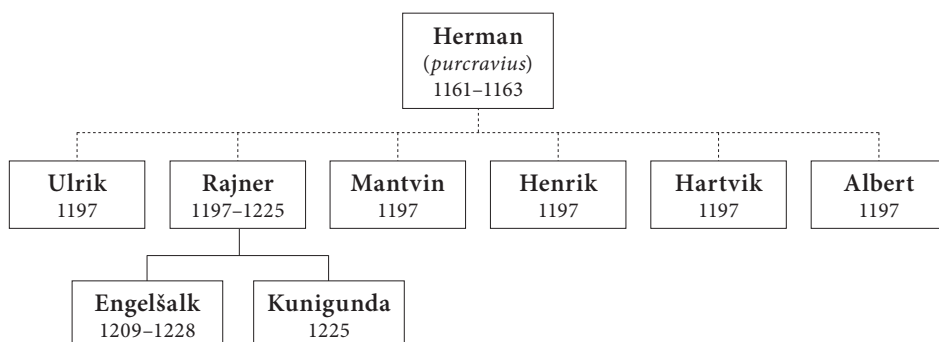 Herman
(purcravius)
1161–1163
Ulrik
1197
Rajner
1197–1225
Mantvin
1197
Henrik
1197
Hartvik
1197
Albert
1197
Engelšalk
1209–1228
Kunigunda
1225